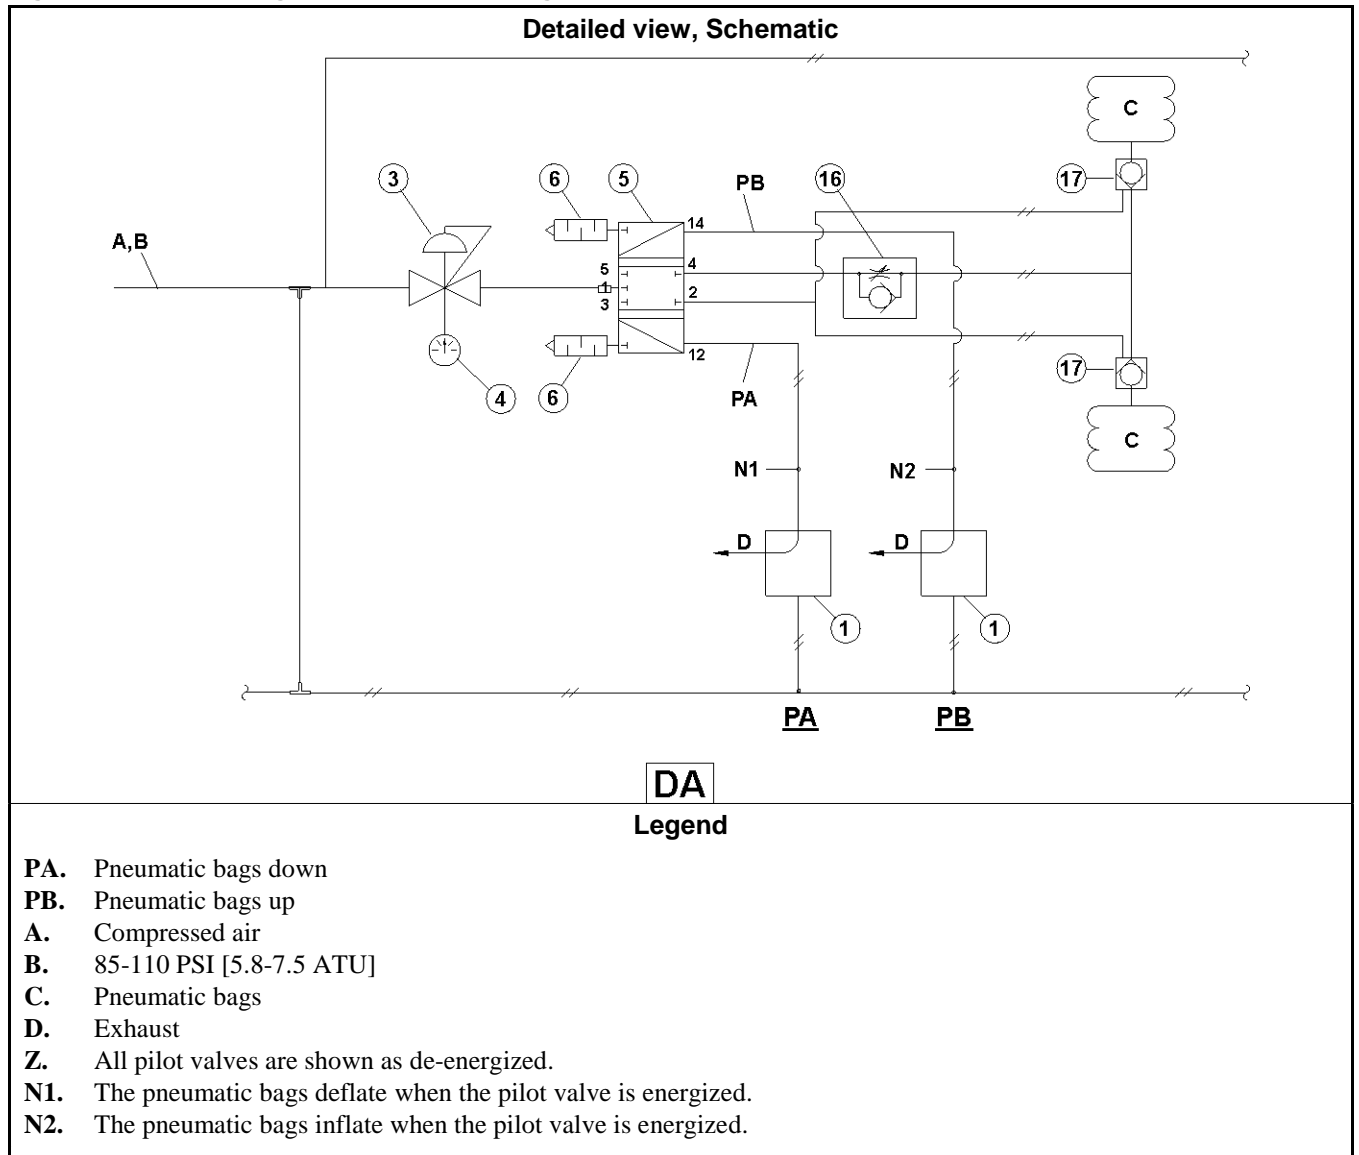 Detailed view, Schematic
C
3
6
5
PB
16
17
14
A,B
5
4
1
3
2
12
17
4
6
PA
C
N1
N2
D
D
1
1
PA
PB
DA
Legend
PA. Pneumatic bags down
PB. Pneumatic bags up
A. Compressed air
B. 85-110 PSI [5.8-7.5 ATU]
C. Pneumatic bags
D. Exhaust
Z. All pilot valves are shown as de-energized.
N1. The pneumatic bags deflate when the pilot valve is energized.
N2. The pneumatic bags inflate when the pilot valve is energized.